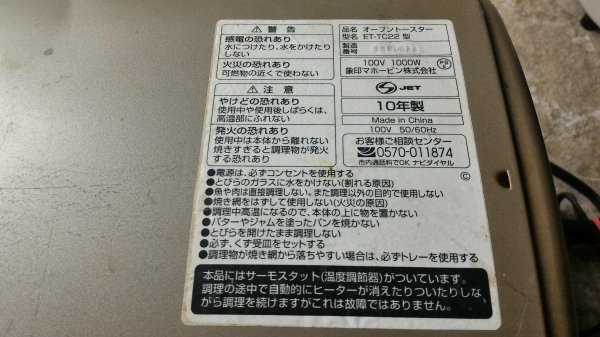 ⚠ 警告
感電の恐れあり
水につけたり、水をかけたり
しない
火災の恐れあり
可燃物の近くで使わない
⚠ 注意
やけどの恐れあり
使用中や使用後しばらくは、
高温部にふれない
発火の恐れあり
使用中は本体から離れない
焼きすぎると調理物が発火
する恐れあり
品名 オーブントースター
型名 ET-TC22 型
製造
番号
100V 1000W
象印マホービン株式会社
JET
10年製
Made in China
100V 50/60Hz
お客様ご相談センター
0570-011874
市内通話料でOK ナビダイヤル
©
●電源は、必ずコンセントを使用する
●とびらのガラスに水をかけない(割れる原因)
●魚や肉は直接調理しない。また調理以外の目的で使用しない
●焼き網をはずして使用しない(火災の原因)
●調理中高温になるので、本体の上に物を置かない
●バターやジャムを塗ったパンを焼かない
●とびらを開けたまま調理しない
●必ず、くず受皿をセットする
●調理物が焼き網から落ちやすい場合は、必ずトレーを使用する
本品にはサーモスタット(温度調節器)がついています。
調理の途中で自動的にヒーターが消えたりついたりしな
がら調理を続けますがこれは故障ではありません。